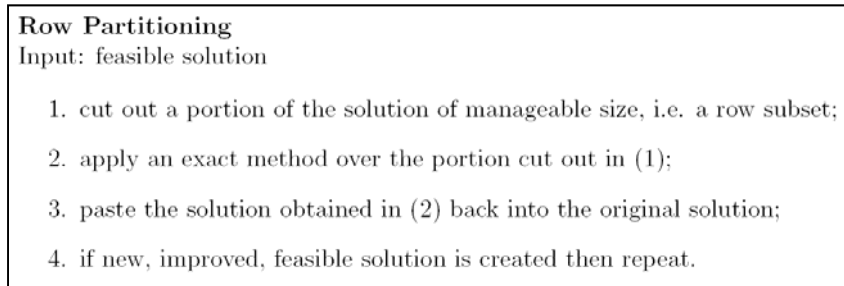 Row Partitioning
Input: feasible solution
1. cut out a portion of the solution of manageable size, i.e. a row subset;
2. apply an exact method over the portion cut out in (1);
3. paste the solution obtained in (2) back into the original solution;
4. if new, improved, feasible solution is created then repeat.